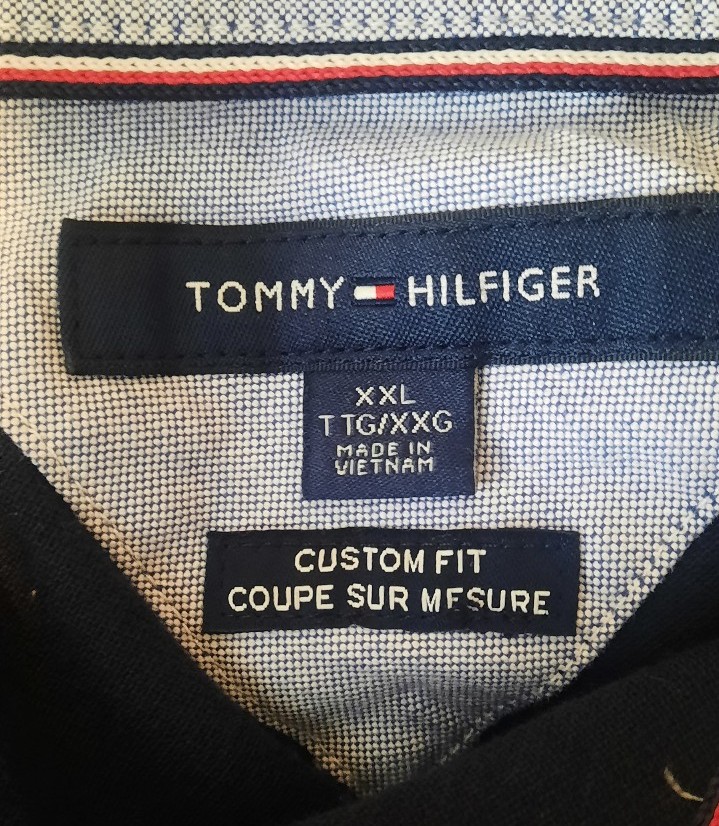 TOMMY HILFIGER
XXL
TTG/XXG
MADE IN
VIETNAM
CUSTOM FIT
COUPE SUR MESURE